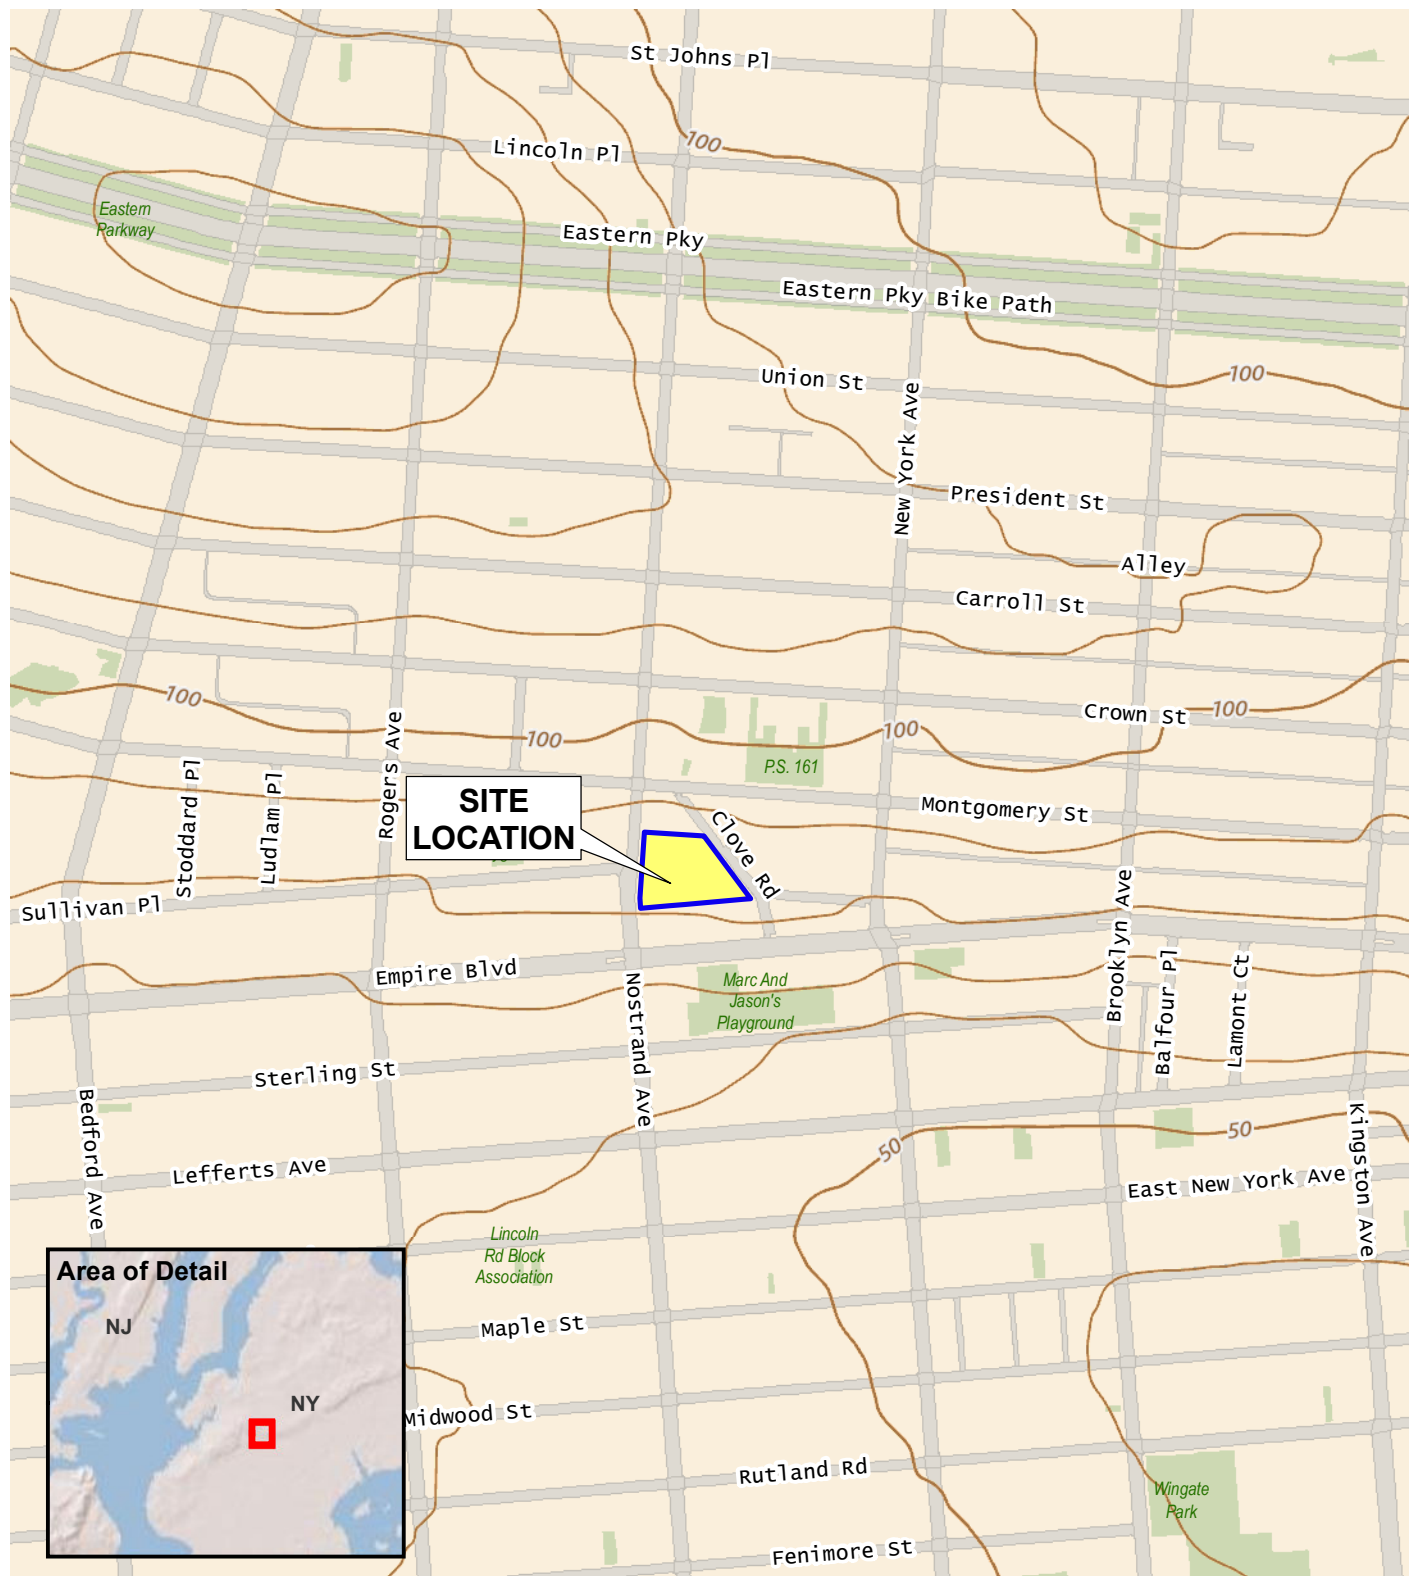 St Johns Pl
100
Lincoln Pl
Eastern
Parkway
Eastern Pky
Eastern Pky Bike Path
Union St
100
New York Ave
President St
Alley
Carroll St
100
100
100
Crown St
100
Rogers Ave
P.S. 161
Stoddard Pl
Ludlam Pl
SITE
LOCATION
Montgomery St
Clove Rd
Sullivan Pl
Brooklyn Ave
Empire Blvd
Nostrand Ave
Marc And
Jason's
Playground
Balfour Pl
Lamont Ct
Sterling St
Bedford Ave
Kingston Ave
50
50
Lefferts Ave
East New York Ave
Lincoln
Rd Block
Association
Area of Detail
NJ
NY
Maple St
Midwood St
Rutland Rd
Wingate
Park
Fenimore St